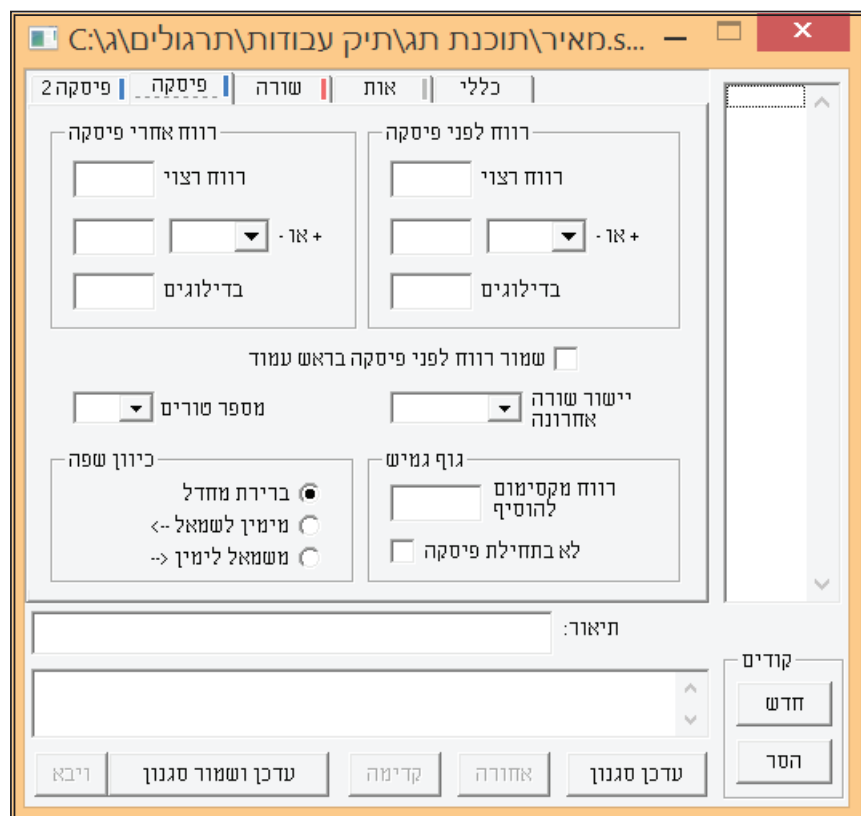 C:\מאיר\תוכנת תג\תיק עבודות\תרגולים\ג.s...
כללי אות שורה פיסקה פיסקה 2
רווח לפני פיסקה
רווח רצוי
+ או -
בדילוגים
רווח אחרי פיסקה
רווח רצוי
+ או -
בדילוגים
שמור רווח לפני פיסקה בראש עמוד
יישור שורה
אחרונה
מספר טורים
גוף גמיש
רווח מקסימום
להוסיף
לא בתחילת פיסקה
כיוון שפה
ברירת מחדל
מימין לשמאל <--
משמאל לימין -->
תיאור:
קודים
חדש
הסר
עדכן סגנון אחורה קדימה עדכן ושמור סגנון ויבא